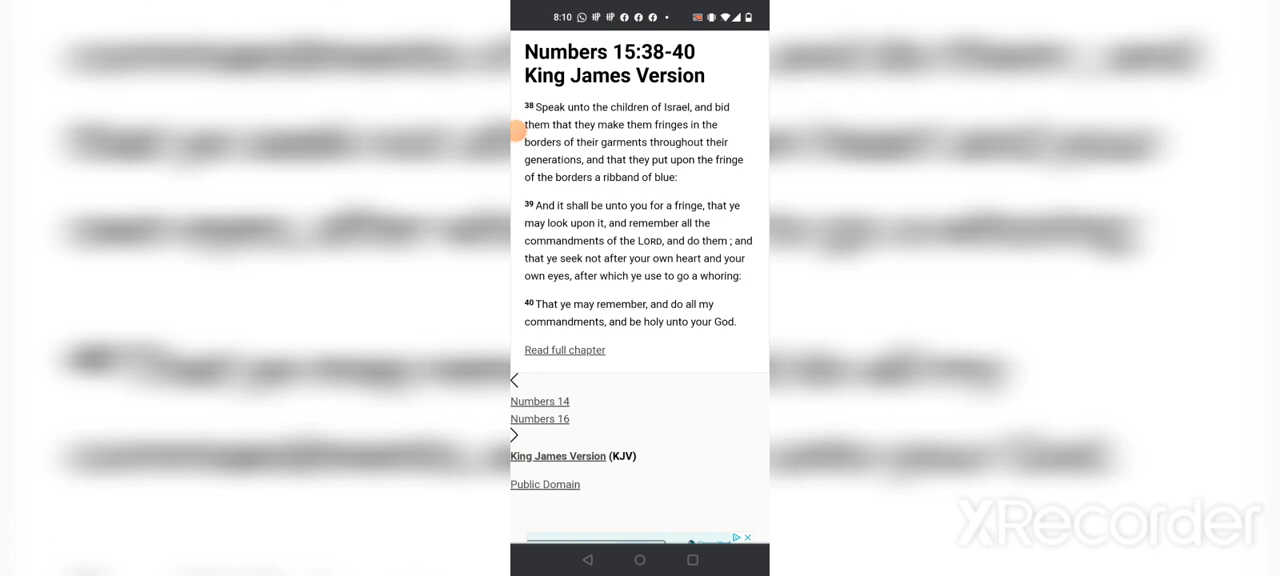 8:10
Numbers 15:38-40
King James Version
38 Speak unto the children of Israel, and bid
them that they make them fringes in the
borders of their garments throughout their
generations, and that they put upon the fringe
of the borders a ribband of blue:
39 And it shall be unto you for a fringe, that ye
may look upon it, and remember all the
commandments of the LORD, and do them ; and
that ye seek not after your own heart and your
own eyes, after which ye use to go a whoring:
40 That ye may remember, and do all my
commandments, and be holy unto your God.
Read full chapter
Numbers 14
Numbers 16
King James Version (KJV)
Public Domain
XRecorder